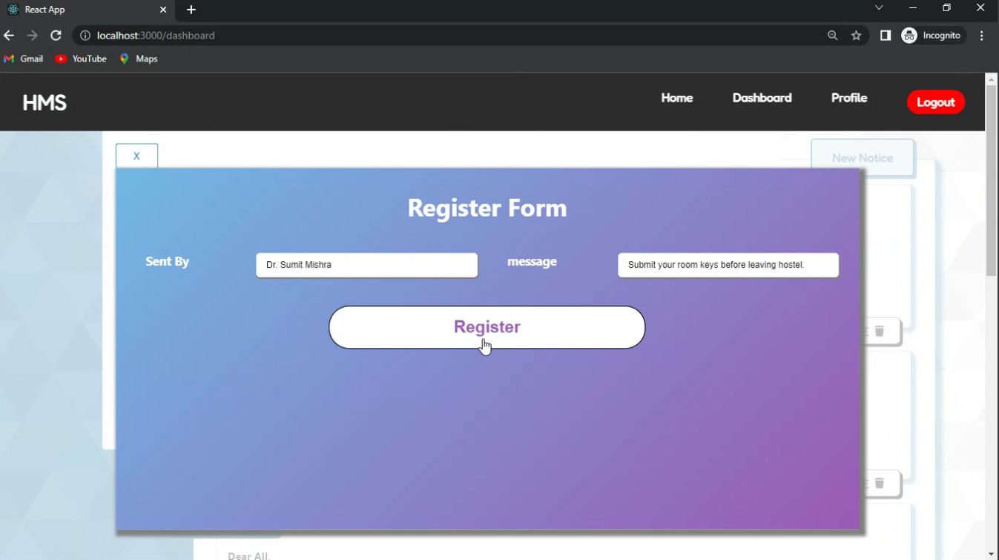 React App
localhost:3000/dashboard
Incognito
Gmail YouTube Maps
HMS Home Dashboard Profile Logout
X New Notice
Register Form
Sent By Dr. Sumit Mishra message Submit your room keys before leaving hostel.
Register
Dear All,